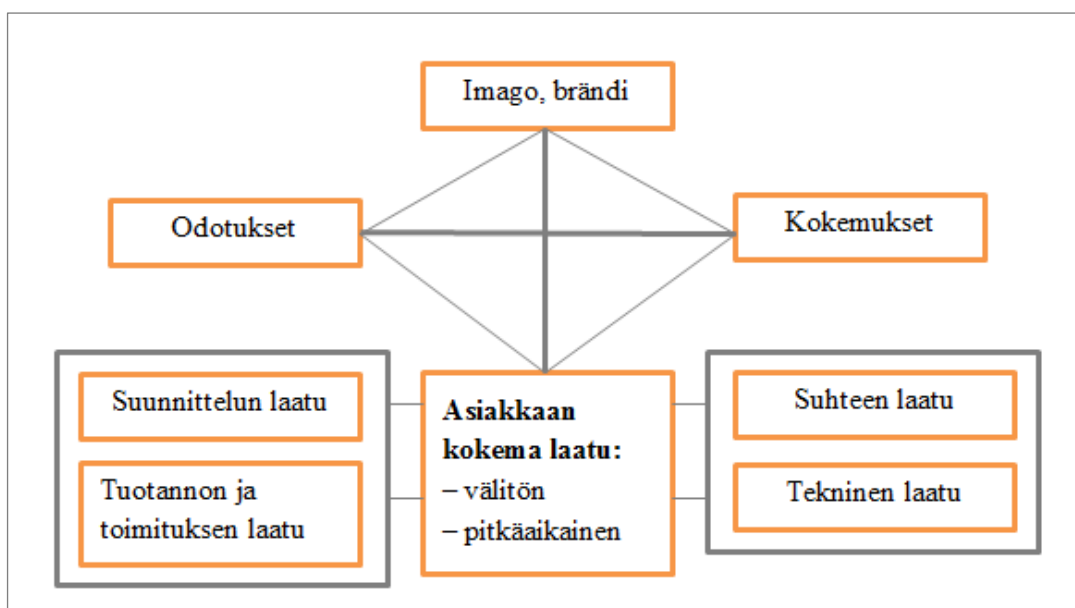 Imago, brändi
Odotukset
Kokemukset
Suunnittelun laatu
Tuotannon ja
toimituksen laatu
Asiakkaan
kokema laatu:
– välitön
– pitkäaikainen
Suhteen laatu
Tekninen laatu